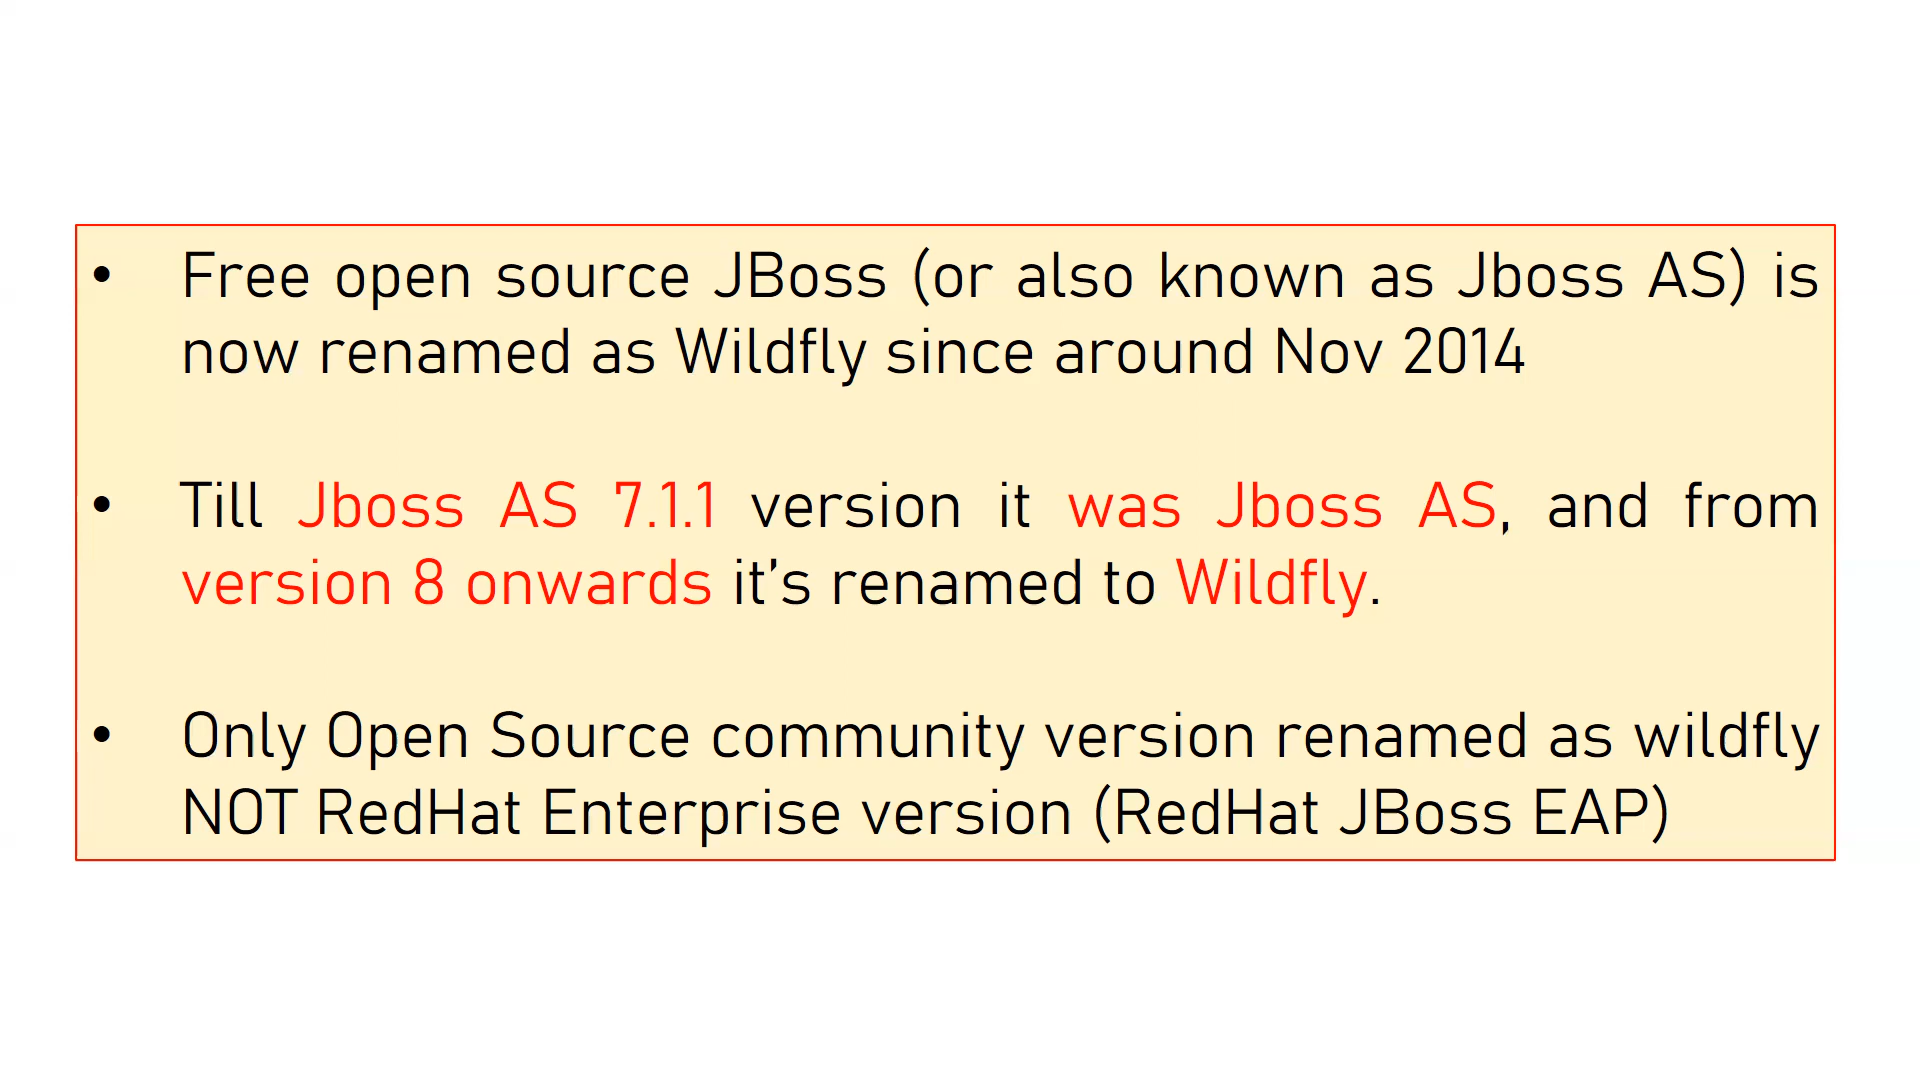 • Free open source JBoss (or also known as Jboss AS) is
now renamed as Wildfly since around Nov 2014
• Till Jboss AS 7.1.1 version it was Jboss AS, and from
version 8 onwards it's renamed to Wildfly.
• Only Open Source community version renamed as wildfly
NOT RedHat Enterprise version (RedHat JBoss EAP)